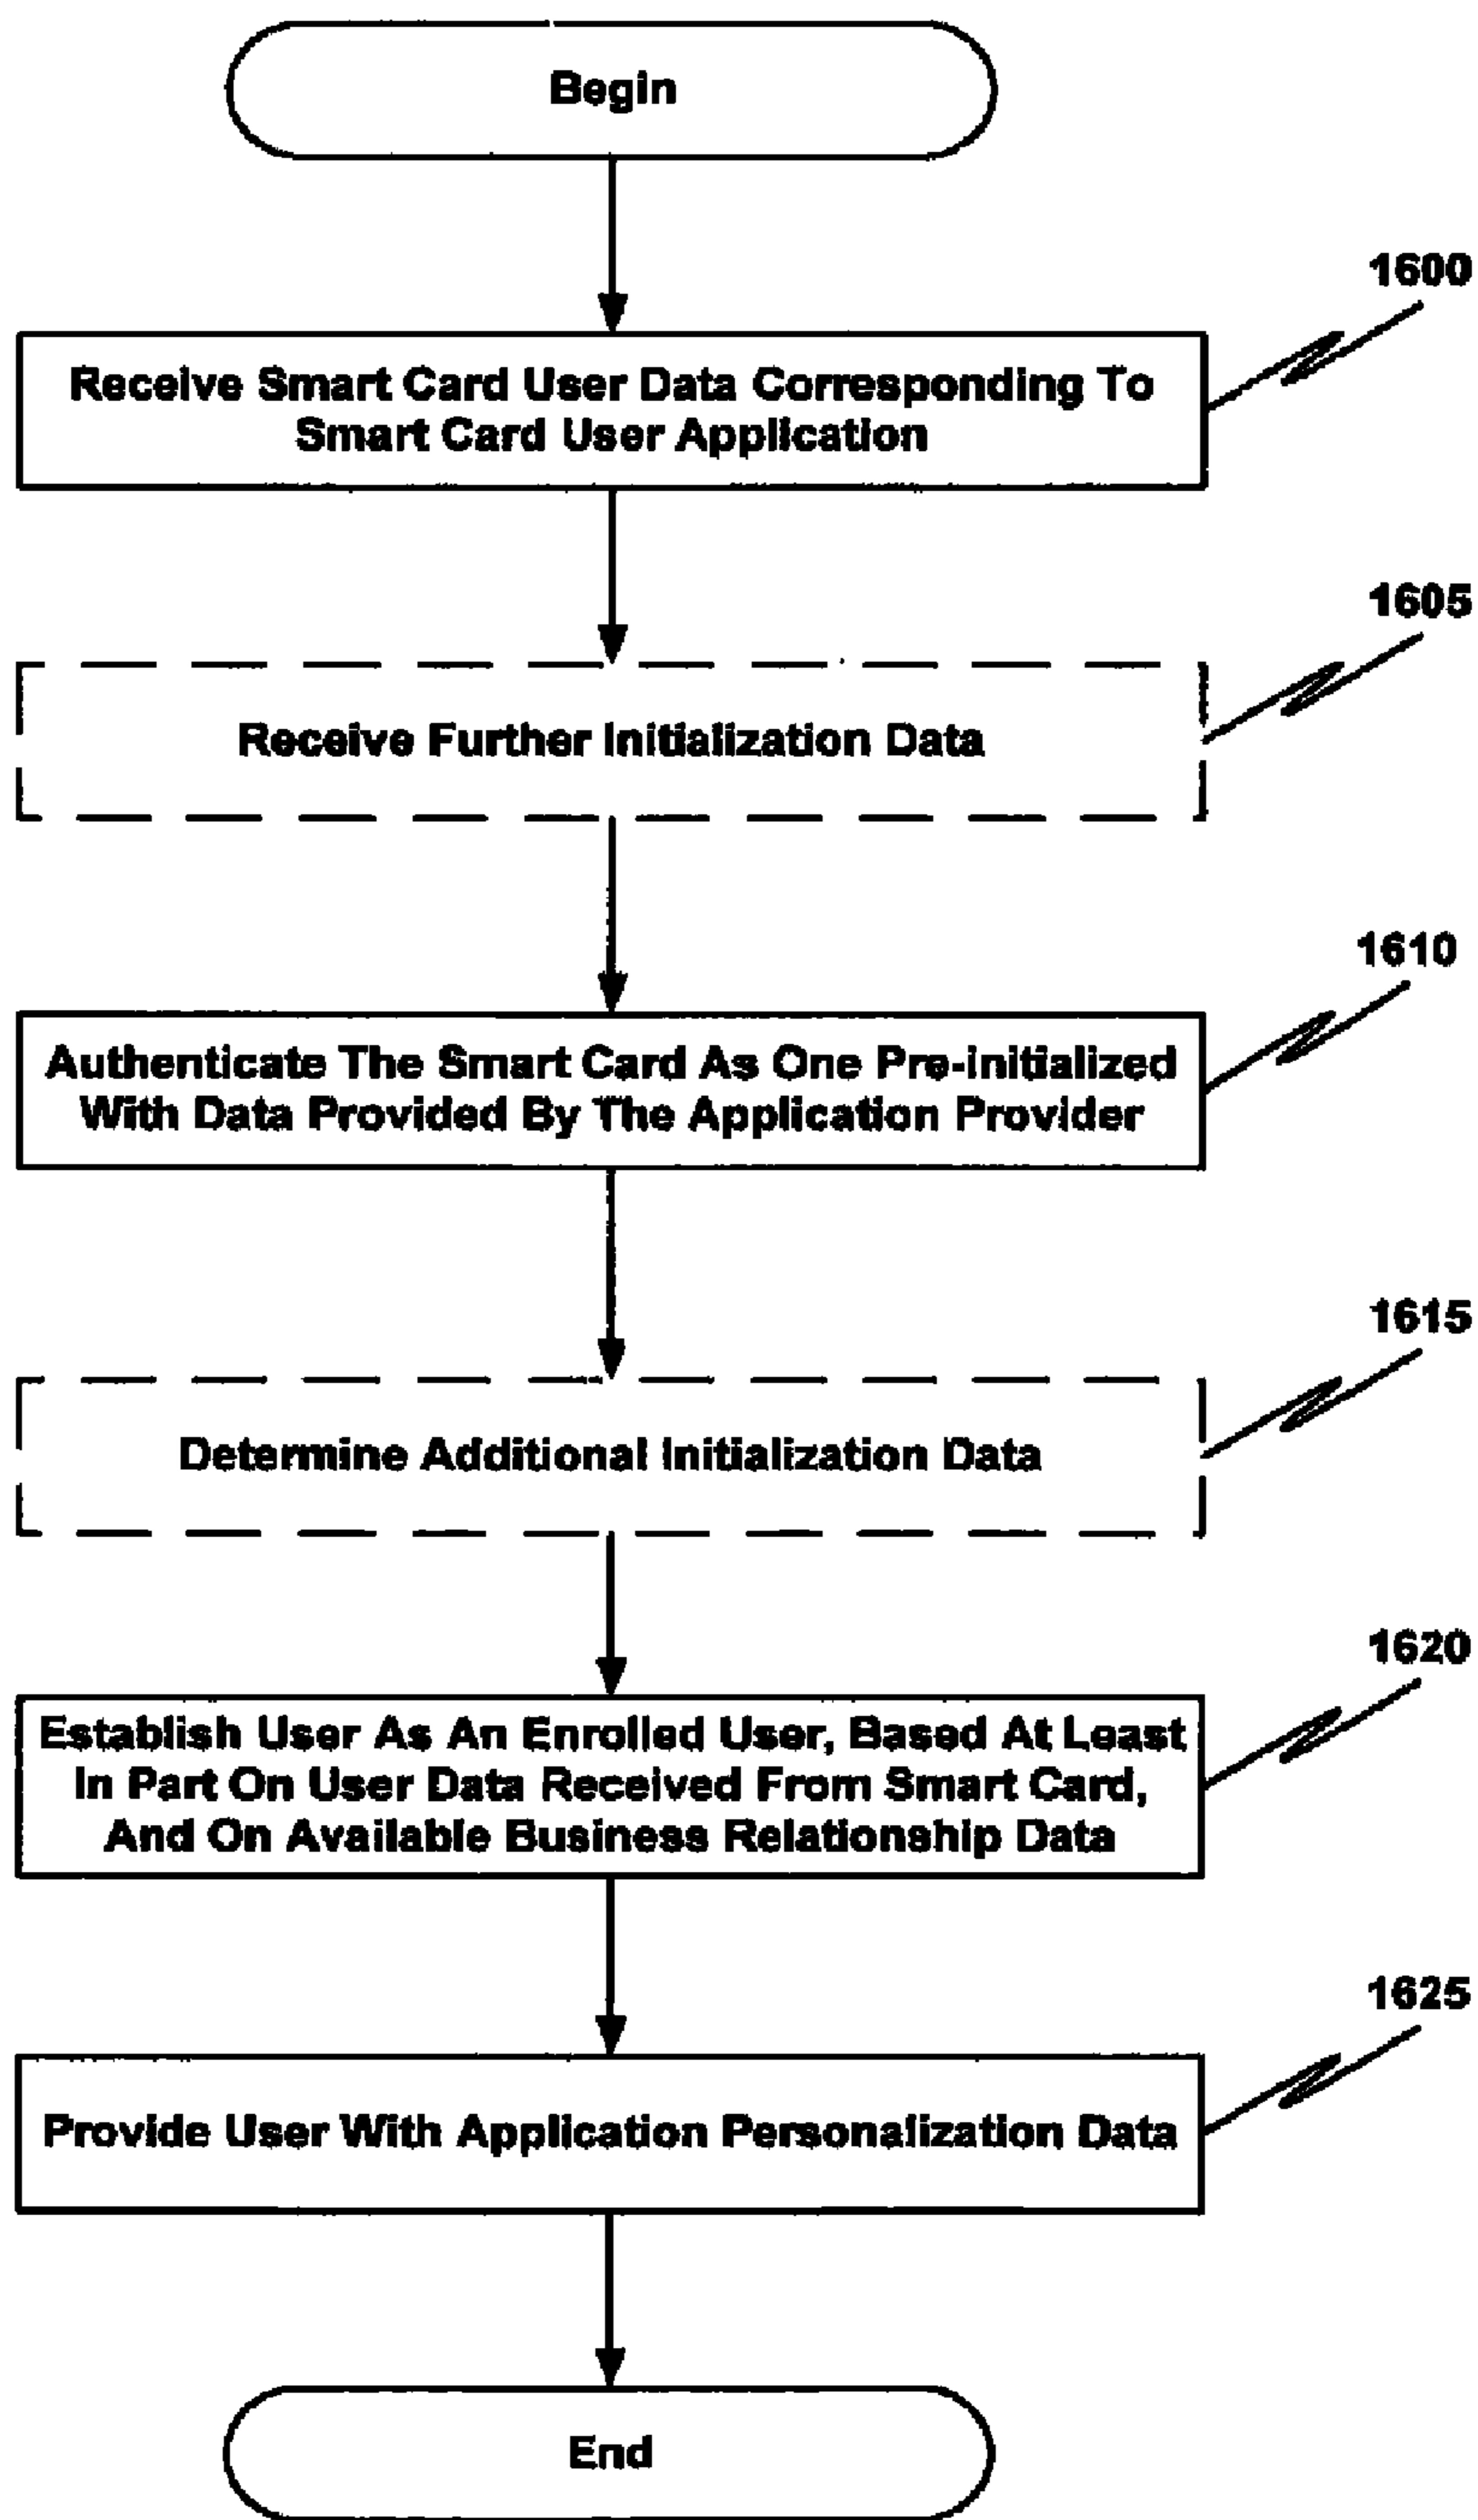 Begin
1600
Receive Smart Card User Data Corresponding To
Smart Card User Application
1605
Receive Further Initialization Data
1610
Authenticate The Smart Card As One Pre-initialized
With Data Provided By The Application Provider
1615
Determine Additional Initialization Data
1620
Establish User As An Enrolled User, Based At Least
In Part On User Data Received From Smart Card,
And On Available Business Relationship Data
1625
Provide User With Application Personalization Data
End